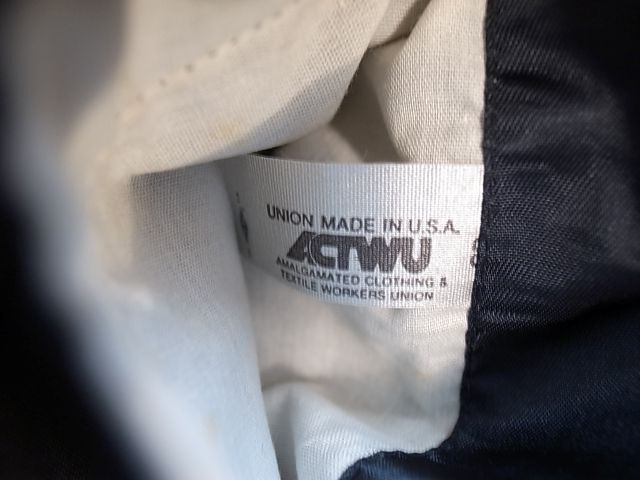 UNION MADE IN U.S.A.
ACTWU
AMALGAMATED CLOTHING &
TEXTILE WORKERS UNION